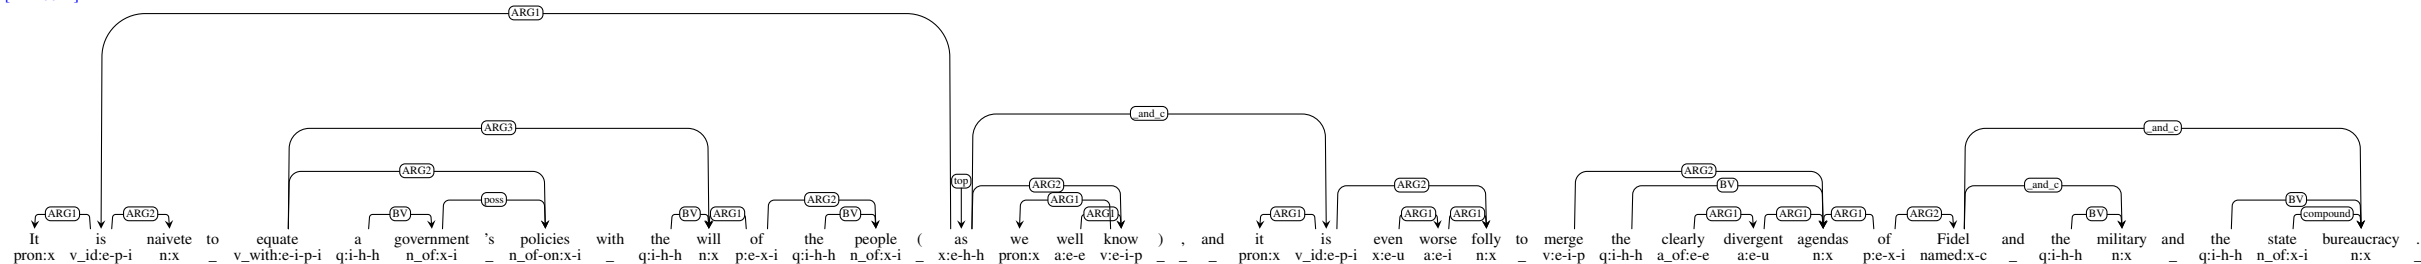 ARG1
_and_c
ARG3 _and_c
ARG2 ARG2
top ARG2 BV _and_c
poss ARG1 BV
ARG1 ARG2 BV BV ARG1 ARG2 BV ARG1 ARG1 ARG2 ARG1 ARG1 ARG1 ARG1 ARG1 ARG2 BV compound
It is naivete to equate a government 's policies with the will of the people ( as we well know ) , and it is even worse folly to merge the clearly divergent agendas of Fidel and the military and the state bureaucracy .
pron:x v_id:e-p-i n:x _ v_with:e-i-p-i q:i-h-h n_of:x-i _ n_of-on:x-i _ q:i-h-h n:x p:e-x-i q:i-h-h n_of:x-i _ x:e-h-h pron:x a:e-e v:e-i-p _ _ _ pron:x v_id:e-p-i x:e-u a:e-i n:x _ v:e-i-p q:i-h-h a_of:e-e a:e-u n:x p:e-x-i named:x-c _ q:i-h-h n:x _ q:i-h-h n_of:x-i n:x _